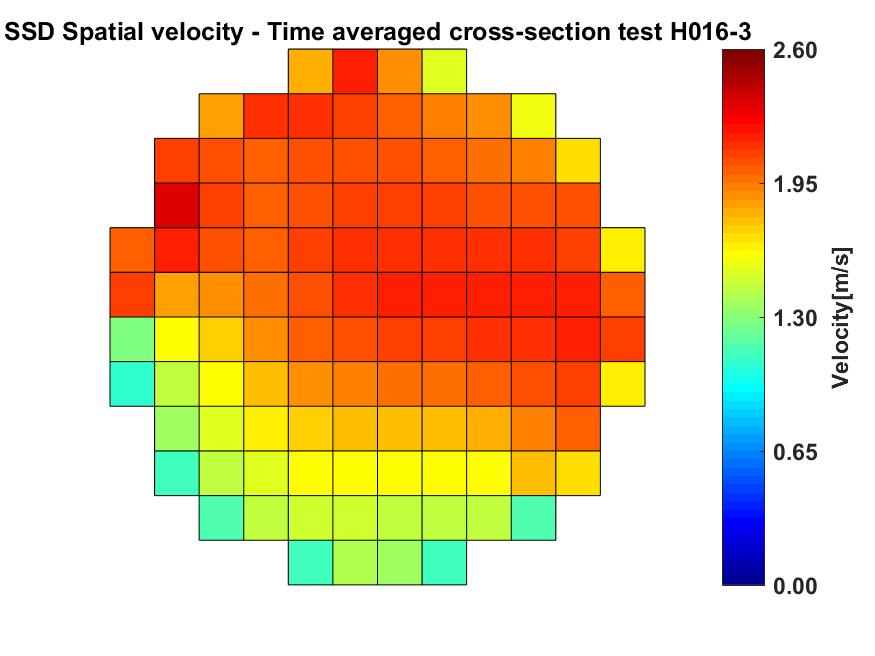 SSD Spatial velocity - Time averaged cross-section test H016-3
2.60
1.95
1.30
0.65
0.00
Velocity[m/s]